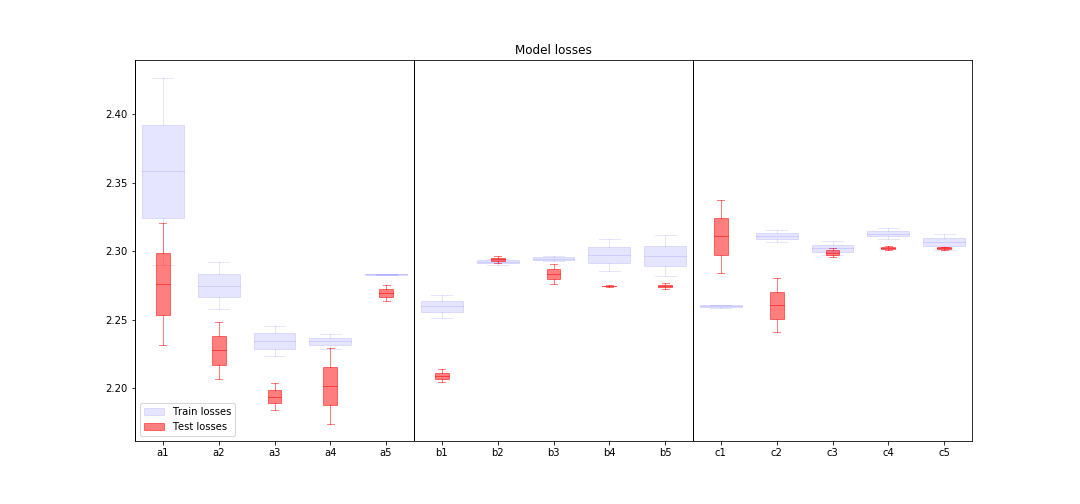 Model losses
2.40
2.35
2.30
2.25
2.20
Train losses
Test losses
a1 a2 a3 a4 a5 b1 b2 b3 b4 b5 c1 c2 c3 c4 c5